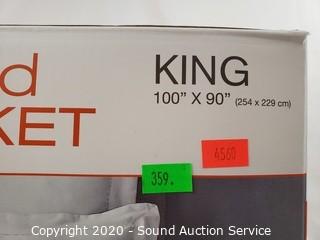 d
KET
KING
100" X 90" (254 x 229 cm)
4560
359.
Copyright 2020 - Sound Auction Service